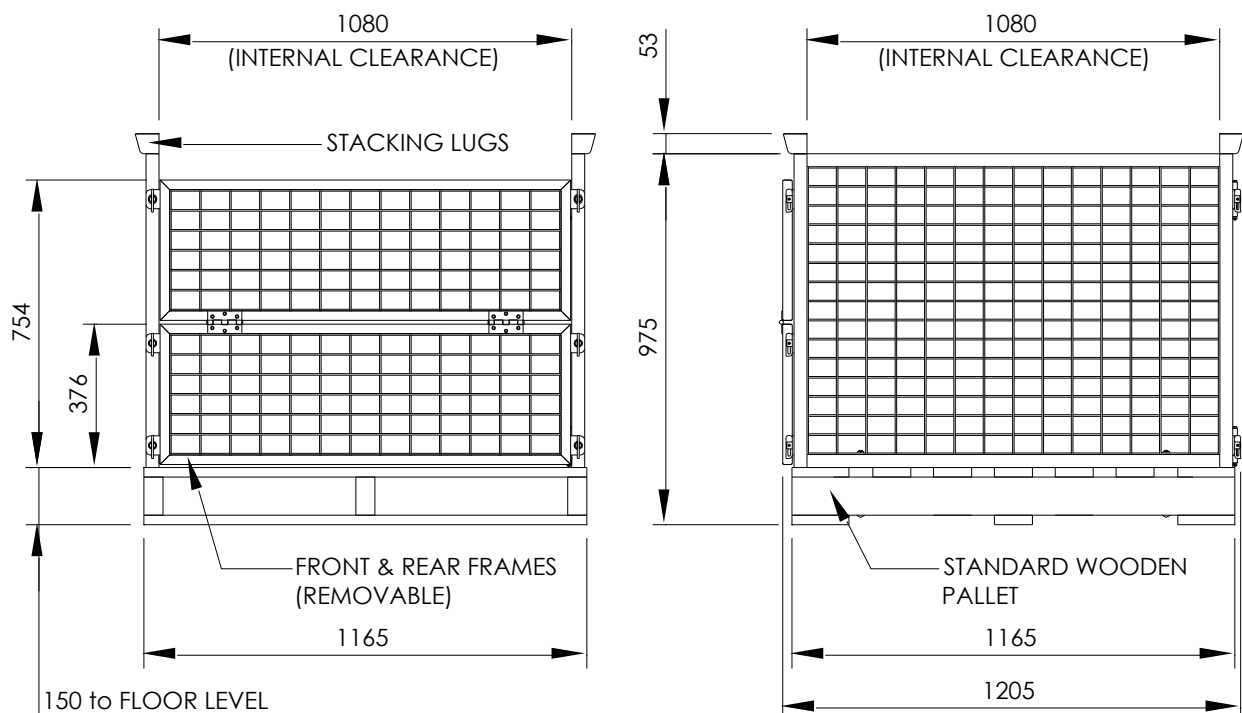 1080
(INTERNAL CLEARANCE)
STACKING LUGS
754
376
FRONT & REAR FRAMES
(REMOVABLE)
1165
150 to FLOOR LEVEL
53
1080
(INTERNAL CLEARANCE)
975
STANDARD WOODEN
PALLET
1165
1205